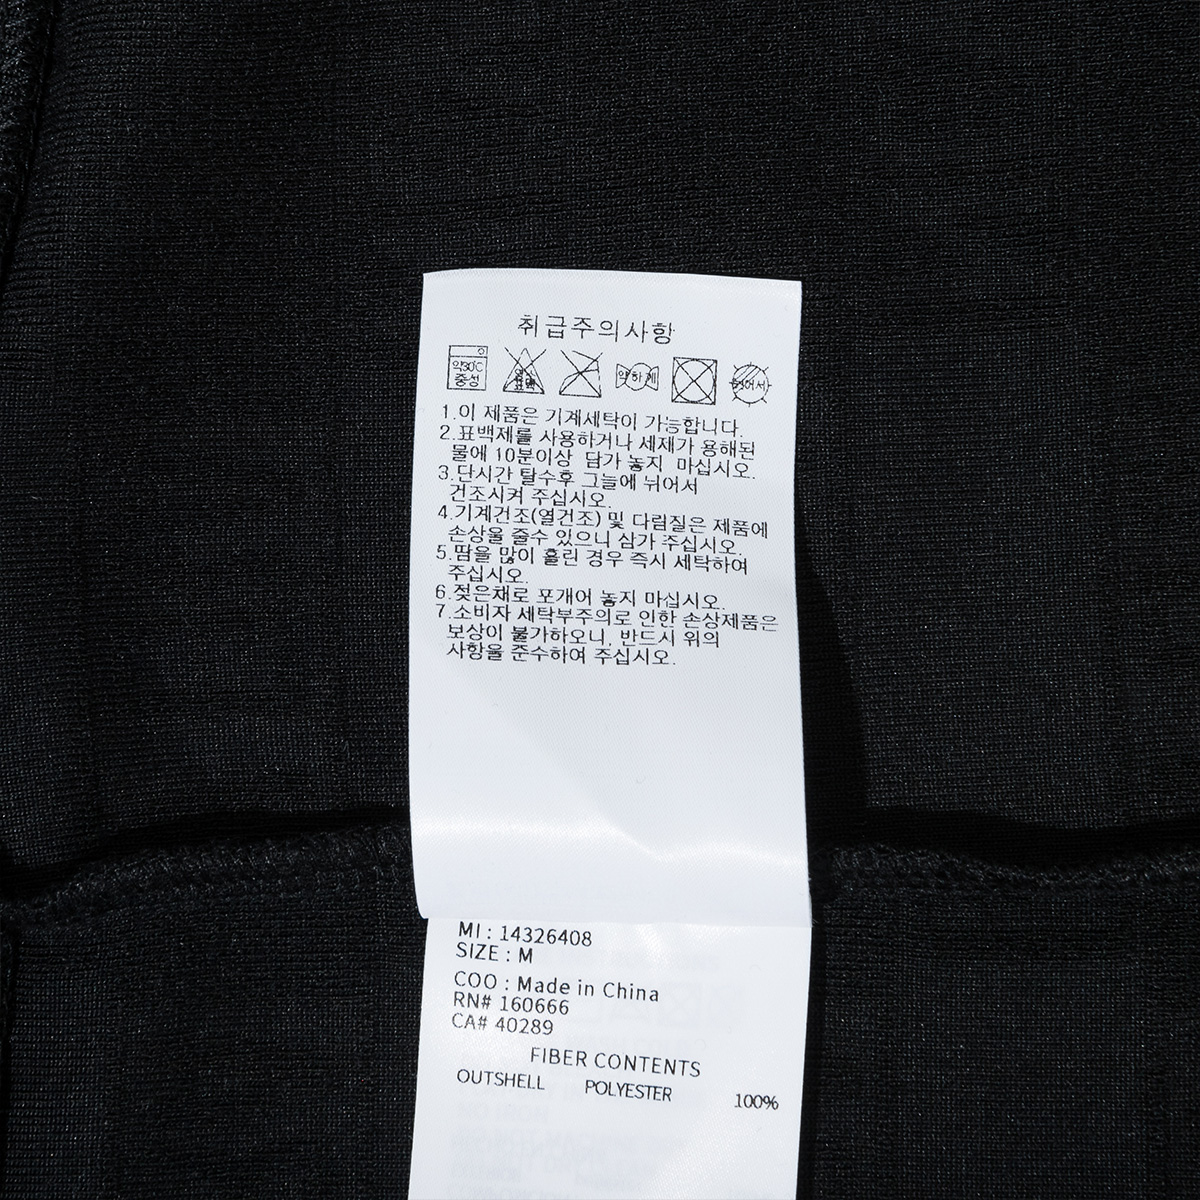 취급주의사항
약30℃ 중성 염소 표백 약하게 뉘어서
1.이 제품은 기계세탁이 가능합니다.
2.표백제를 사용하거나 세제가 용해된
물에 10분이상 담가 놓지 마십시오.
3.단시간 탈수후 그늘에 뉘어서
건조시켜 주십시오.
4.기계건조(열건조) 및 다림질은 제품에
손상을 줄수 있으니 삼가 주십시오.
5.땀을 많이 흘린 경우 즉시 세탁하여
주십시오.
6.젖은채로 포개어 놓지 마십시오.
7.소비자 세탁부주의로 인한 손상제품은
보상이 불가하오니, 반드시 위의
사항을 준수하여 주십시오.
MI : 14326408
SIZE : M
COO : Made in China
RN# 160666
CA# 40289
FIBER CONTENTS
OUTSHELL POLYESTER 100%